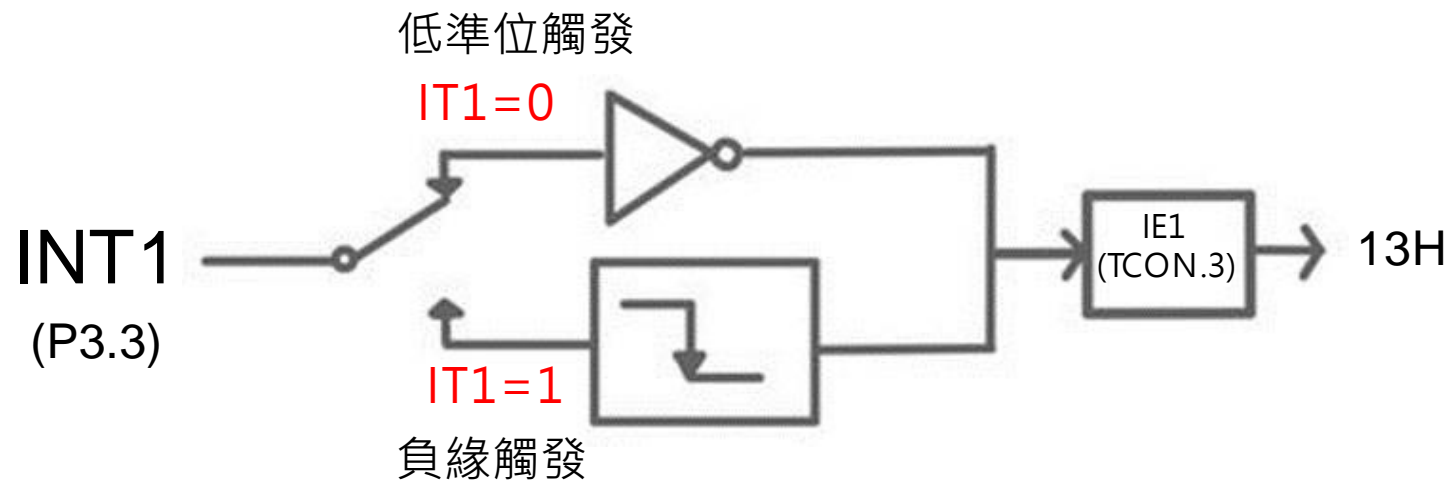 低準位觸發
IT1=0
INT1
(P3.3)
IE1
(TCON.3)
13H
IT1=1
負緣觸發